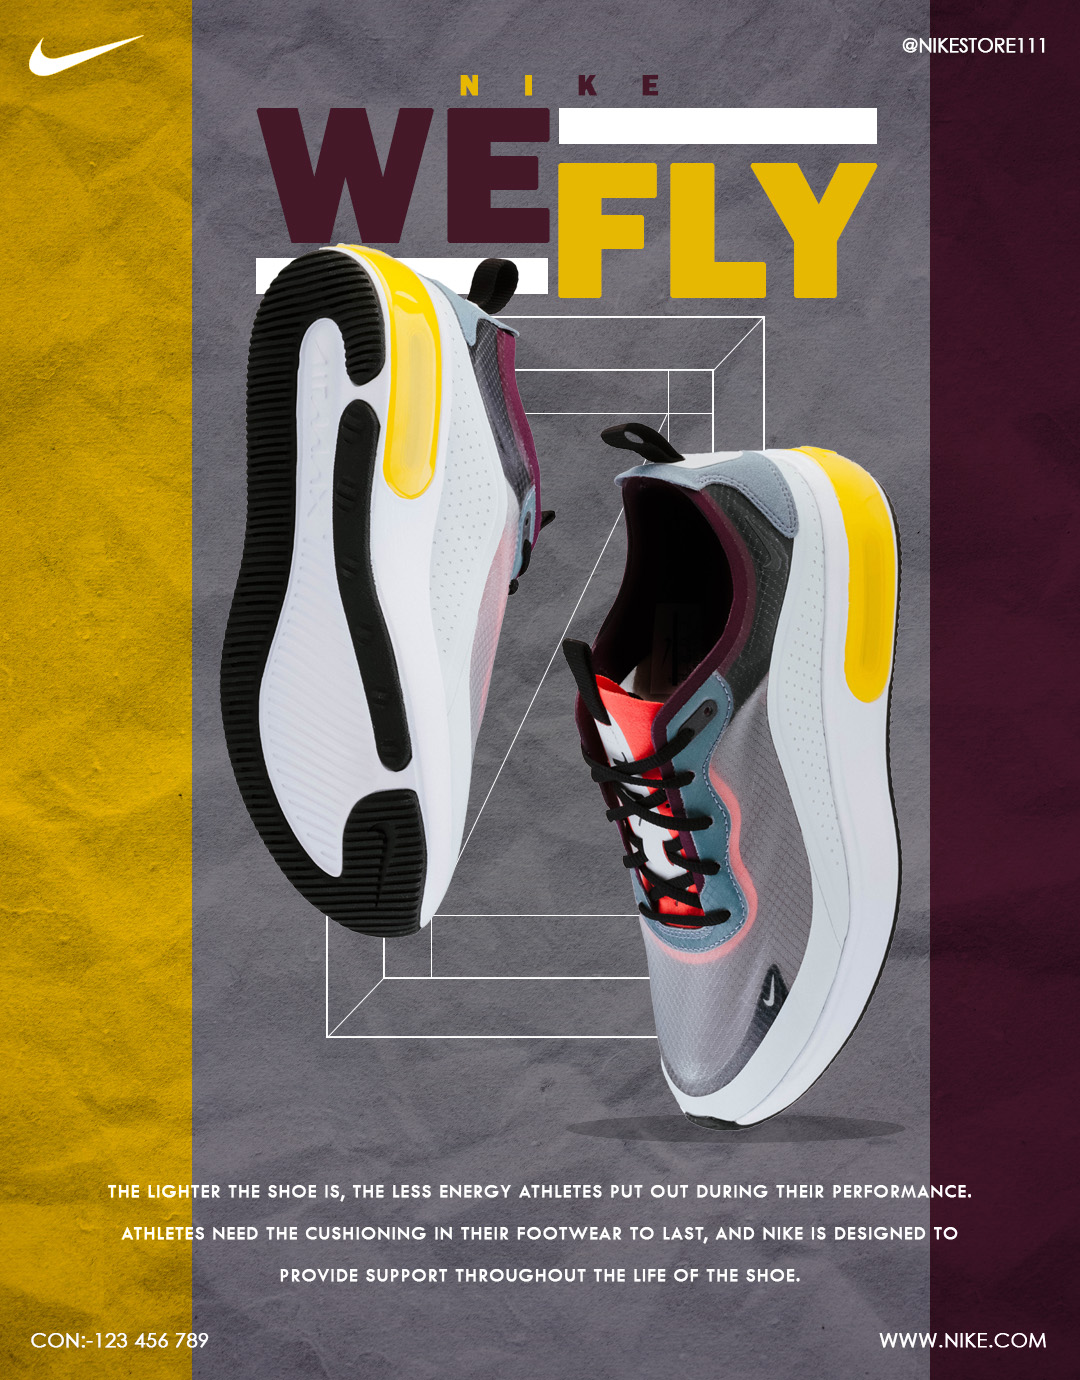 @NIKESTORE111
NIKE
WE
FLY
THE LIGHTER THE SHOE IS, THE LESS ENERGY ATHLETES PUT OUT DURING THEIR PERFORMANCE.
ATHLETES NEED THE CUSHIONING IN THEIR FOOTWEAR TO LAST, AND NIKE IS DESIGNED TO
PROVIDE SUPPORT THROUGHOUT THE LIFE OF THE SHOE.
CON:-123 456 789
WWW.NIKE.COM